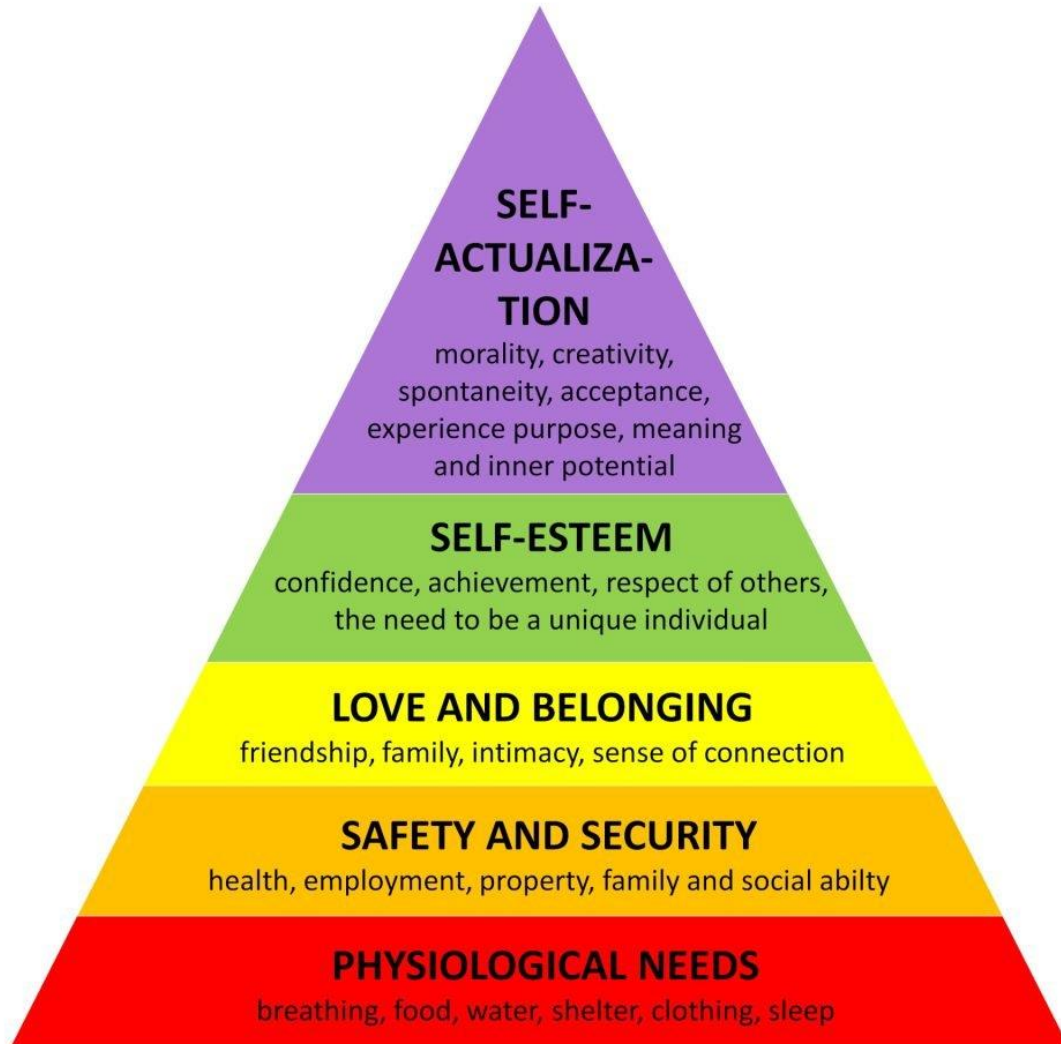 SELF-
ACTUALIZA-
TION
morality, creativity,
spontaneity, acceptance,
experience purpose, meaning
and inner potential
SELF-ESTEEM
confidence, achievement, respect of others,
the need to be a unique individual
LOVE AND BELONGING
friendship, family, intimacy, sense of connection
SAFETY AND SECURITY
health, employment, property, family and social abilty
PHYSIOLOGICAL NEEDS
breathing, food, water, shelter, clothing, sleep